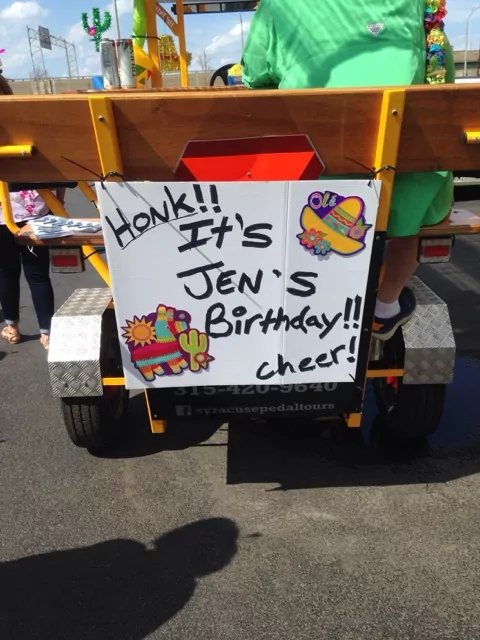 HONK!!
Olé
It's
JEN's
Birthday!!
cheer!
315-420-9640
syracusepedaltours